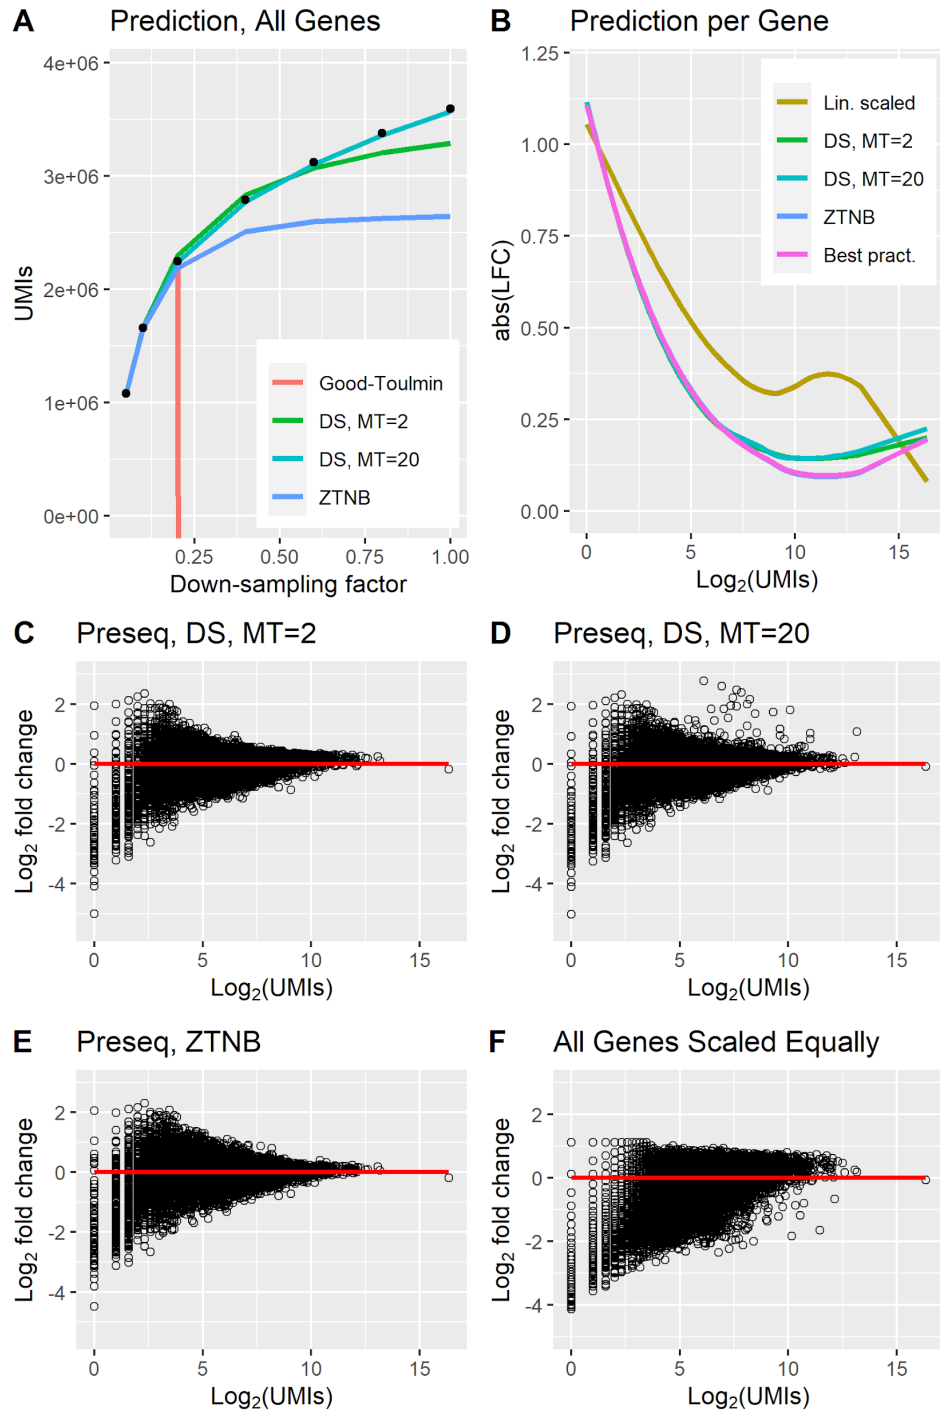 A Prediction, All Genes
4e+06
3e+06
2e+06
1e+06
0e+00
UMIs
Good-Toulmin
DS, MT=2
DS, MT=20
ZTNB
0.25 0.50 0.75 1.00
Down-sampling factor
B Prediction per Gene
1.25
1.00
0.75
0.50
0.25
0.00
abs(LFC)
Lin. scaled
DS, MT=2
DS, MT=20
ZTNB
Best pract.
0 5 10 15
Log₂(UMIs)
C Preseq, DS, MT=2
2
0
-2
-4
Log₂ fold change
0 5 10 15
Log₂(UMIs)
D Preseq, DS, MT=20
2
0
-2
-4
Log₂ fold change
0 5 10 15
Log₂(UMIs)
E Preseq, ZTNB
2
0
-2
-4
Log₂ fold change
0 5 10 15
Log₂(UMIs)
F All Genes Scaled Equally
2
0
-2
-4
Log₂ fold change
0 5 10 15
Log₂(UMIs)